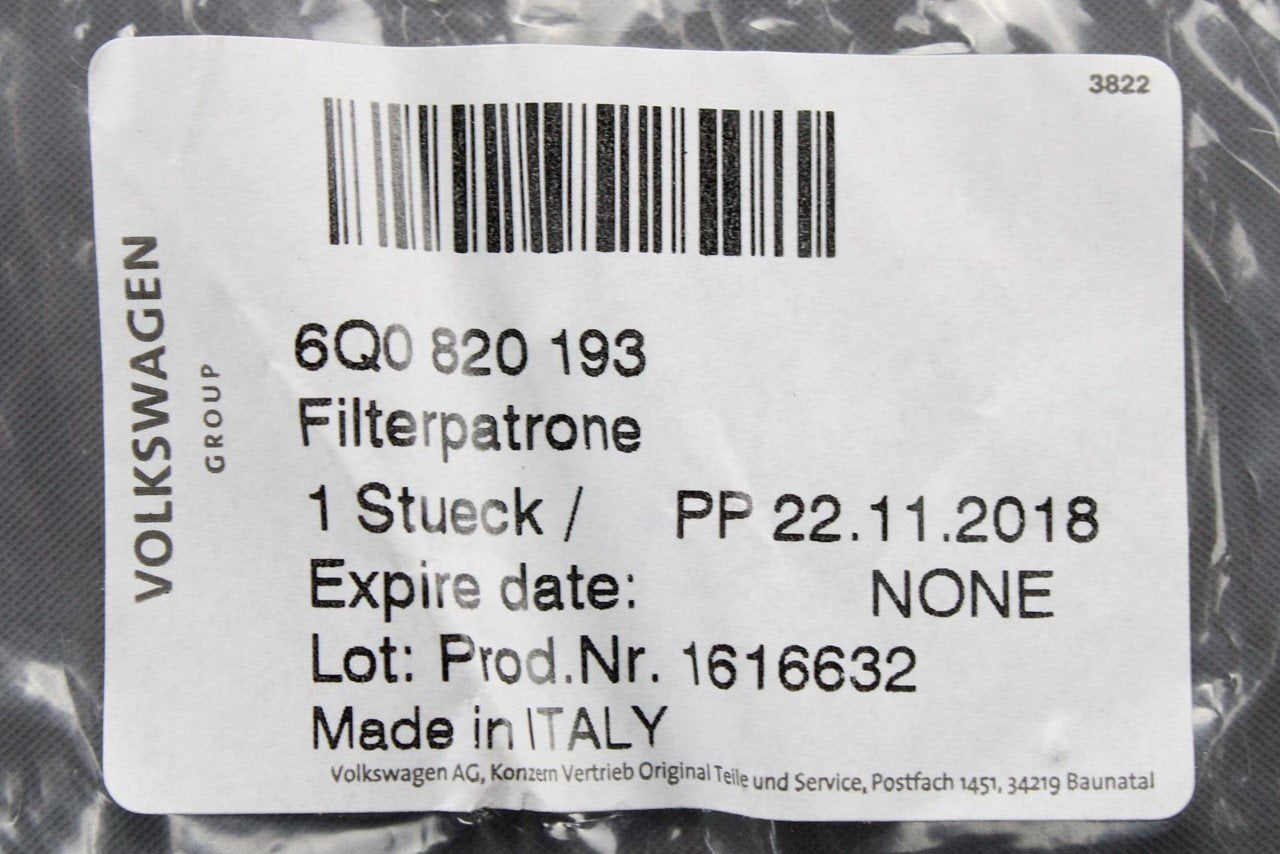 3822
VOLKSWAGEN
GROUP
6Q0 820 193
Filterpatrone
1 Stueck / PP 22.11.2018
Expire date: NONE
Lot: Prod.Nr. 1616632
Made in ITALY
Volkswagen AG, Konzern Vertrieb Original Teile und Service, Postfach 1451, 34219 Baunatal